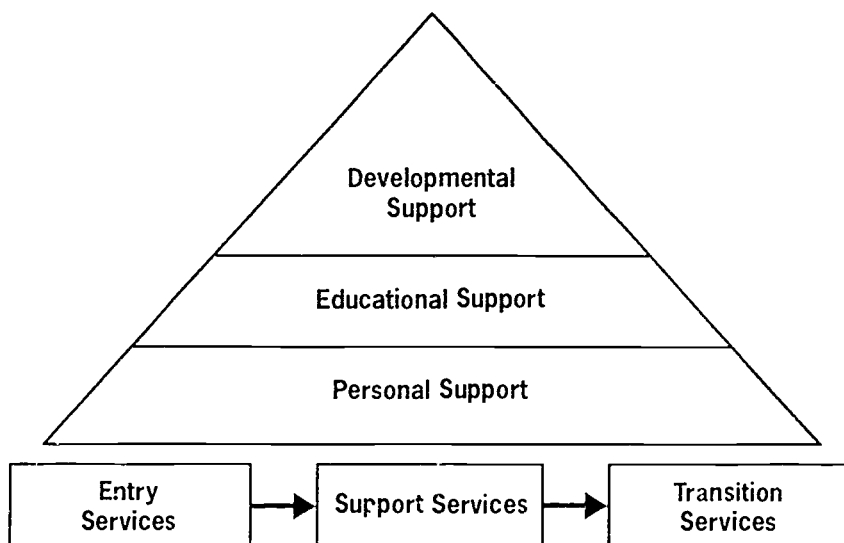 Developmental
Support
Educational Support
Personal Support
Entry
Services
Support Services
Transition
Services